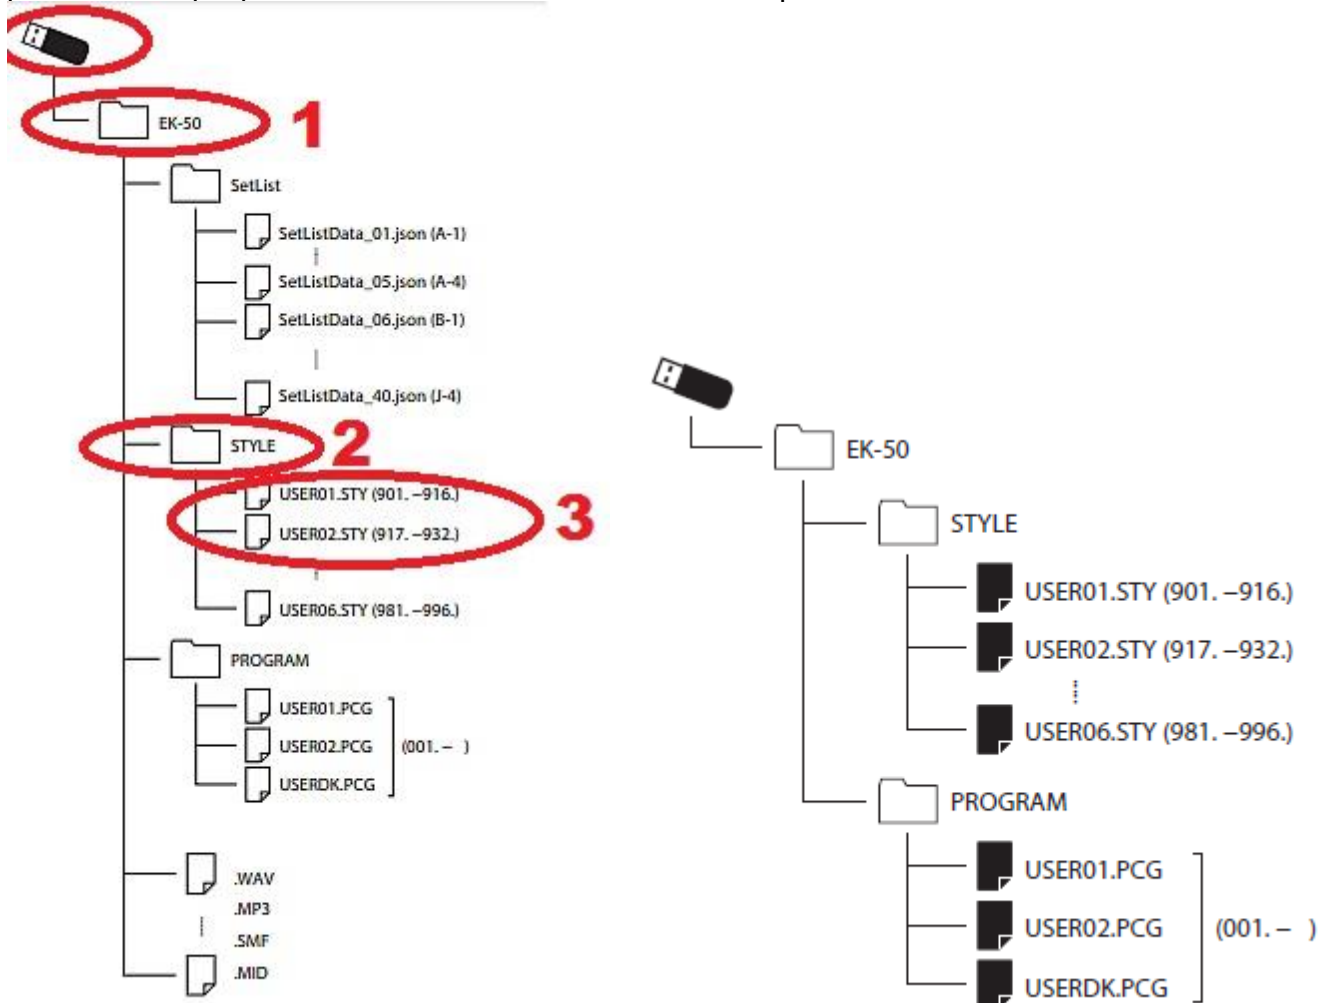 EK-50
1
SetList
SetListData_01.json (A-1)
SetListData_05.json (A-4)
SetListData_06.json (B-1)
SetListData_40.json (J-4)
STYLE
2
USER01.STY (901. –916.)
USER02.STY (917. –932.)
3
USER06.STY (981. –996.)
PROGRAM
USER01.PCG
USER02.PCG (001. – )
USERDK.PCG
.WAV
.MP3
.SMF
.MID
EK-50
STYLE
USER01.STY (901. –916.)
USER02.STY (917. –932.)
USER06.STY (981. –996.)
PROGRAM
USER01.PCG
USER02.PCG (001. – )
USERDK.PCG